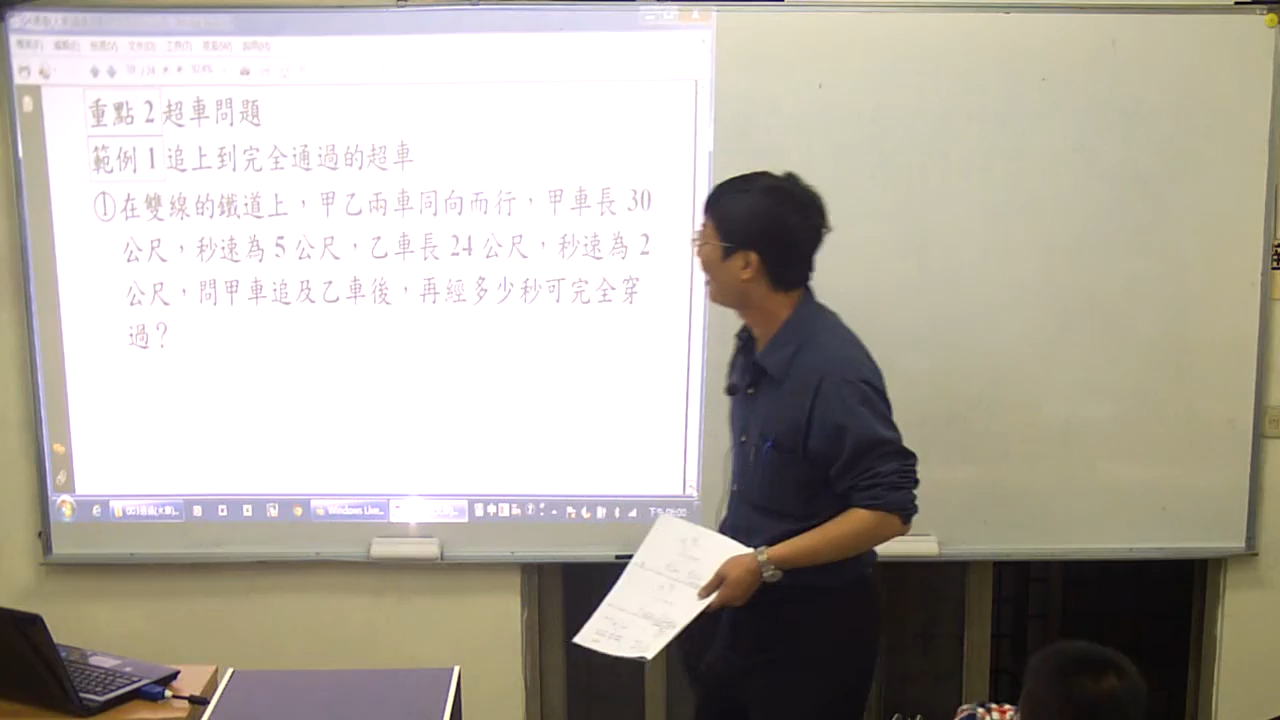 重點 2 超車問題
範例 1 追上到完全通過的超車
①在雙線的鐵道上，甲乙兩車同向而行，甲車長 30
公尺，秒速為 5 公尺，乙車長 24 公尺，秒速為 2
公尺，問甲車追及乙車後，再經多少秒可完全穿
過？
Windows Live...